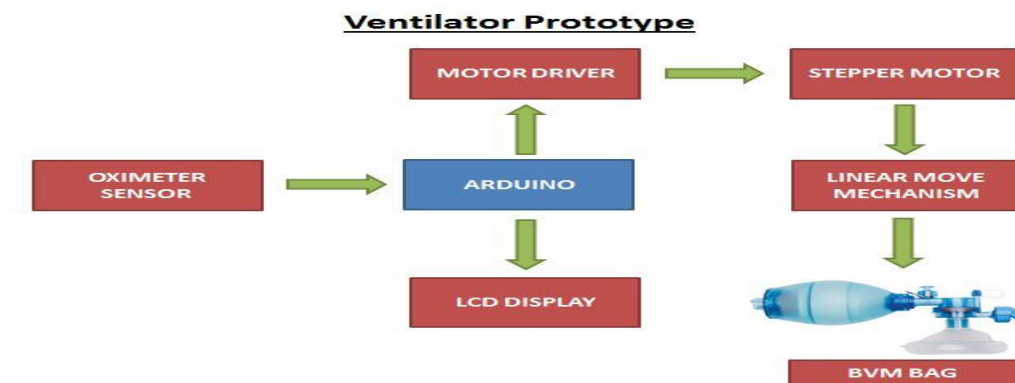 Ventilator Prototype
MOTOR DRIVER
STEPPER MOTOR
OXIMETER
SENSOR
ARDUINO
LINEAR MOVE
MECHANISM
LCD DISPLAY
BVM BAG